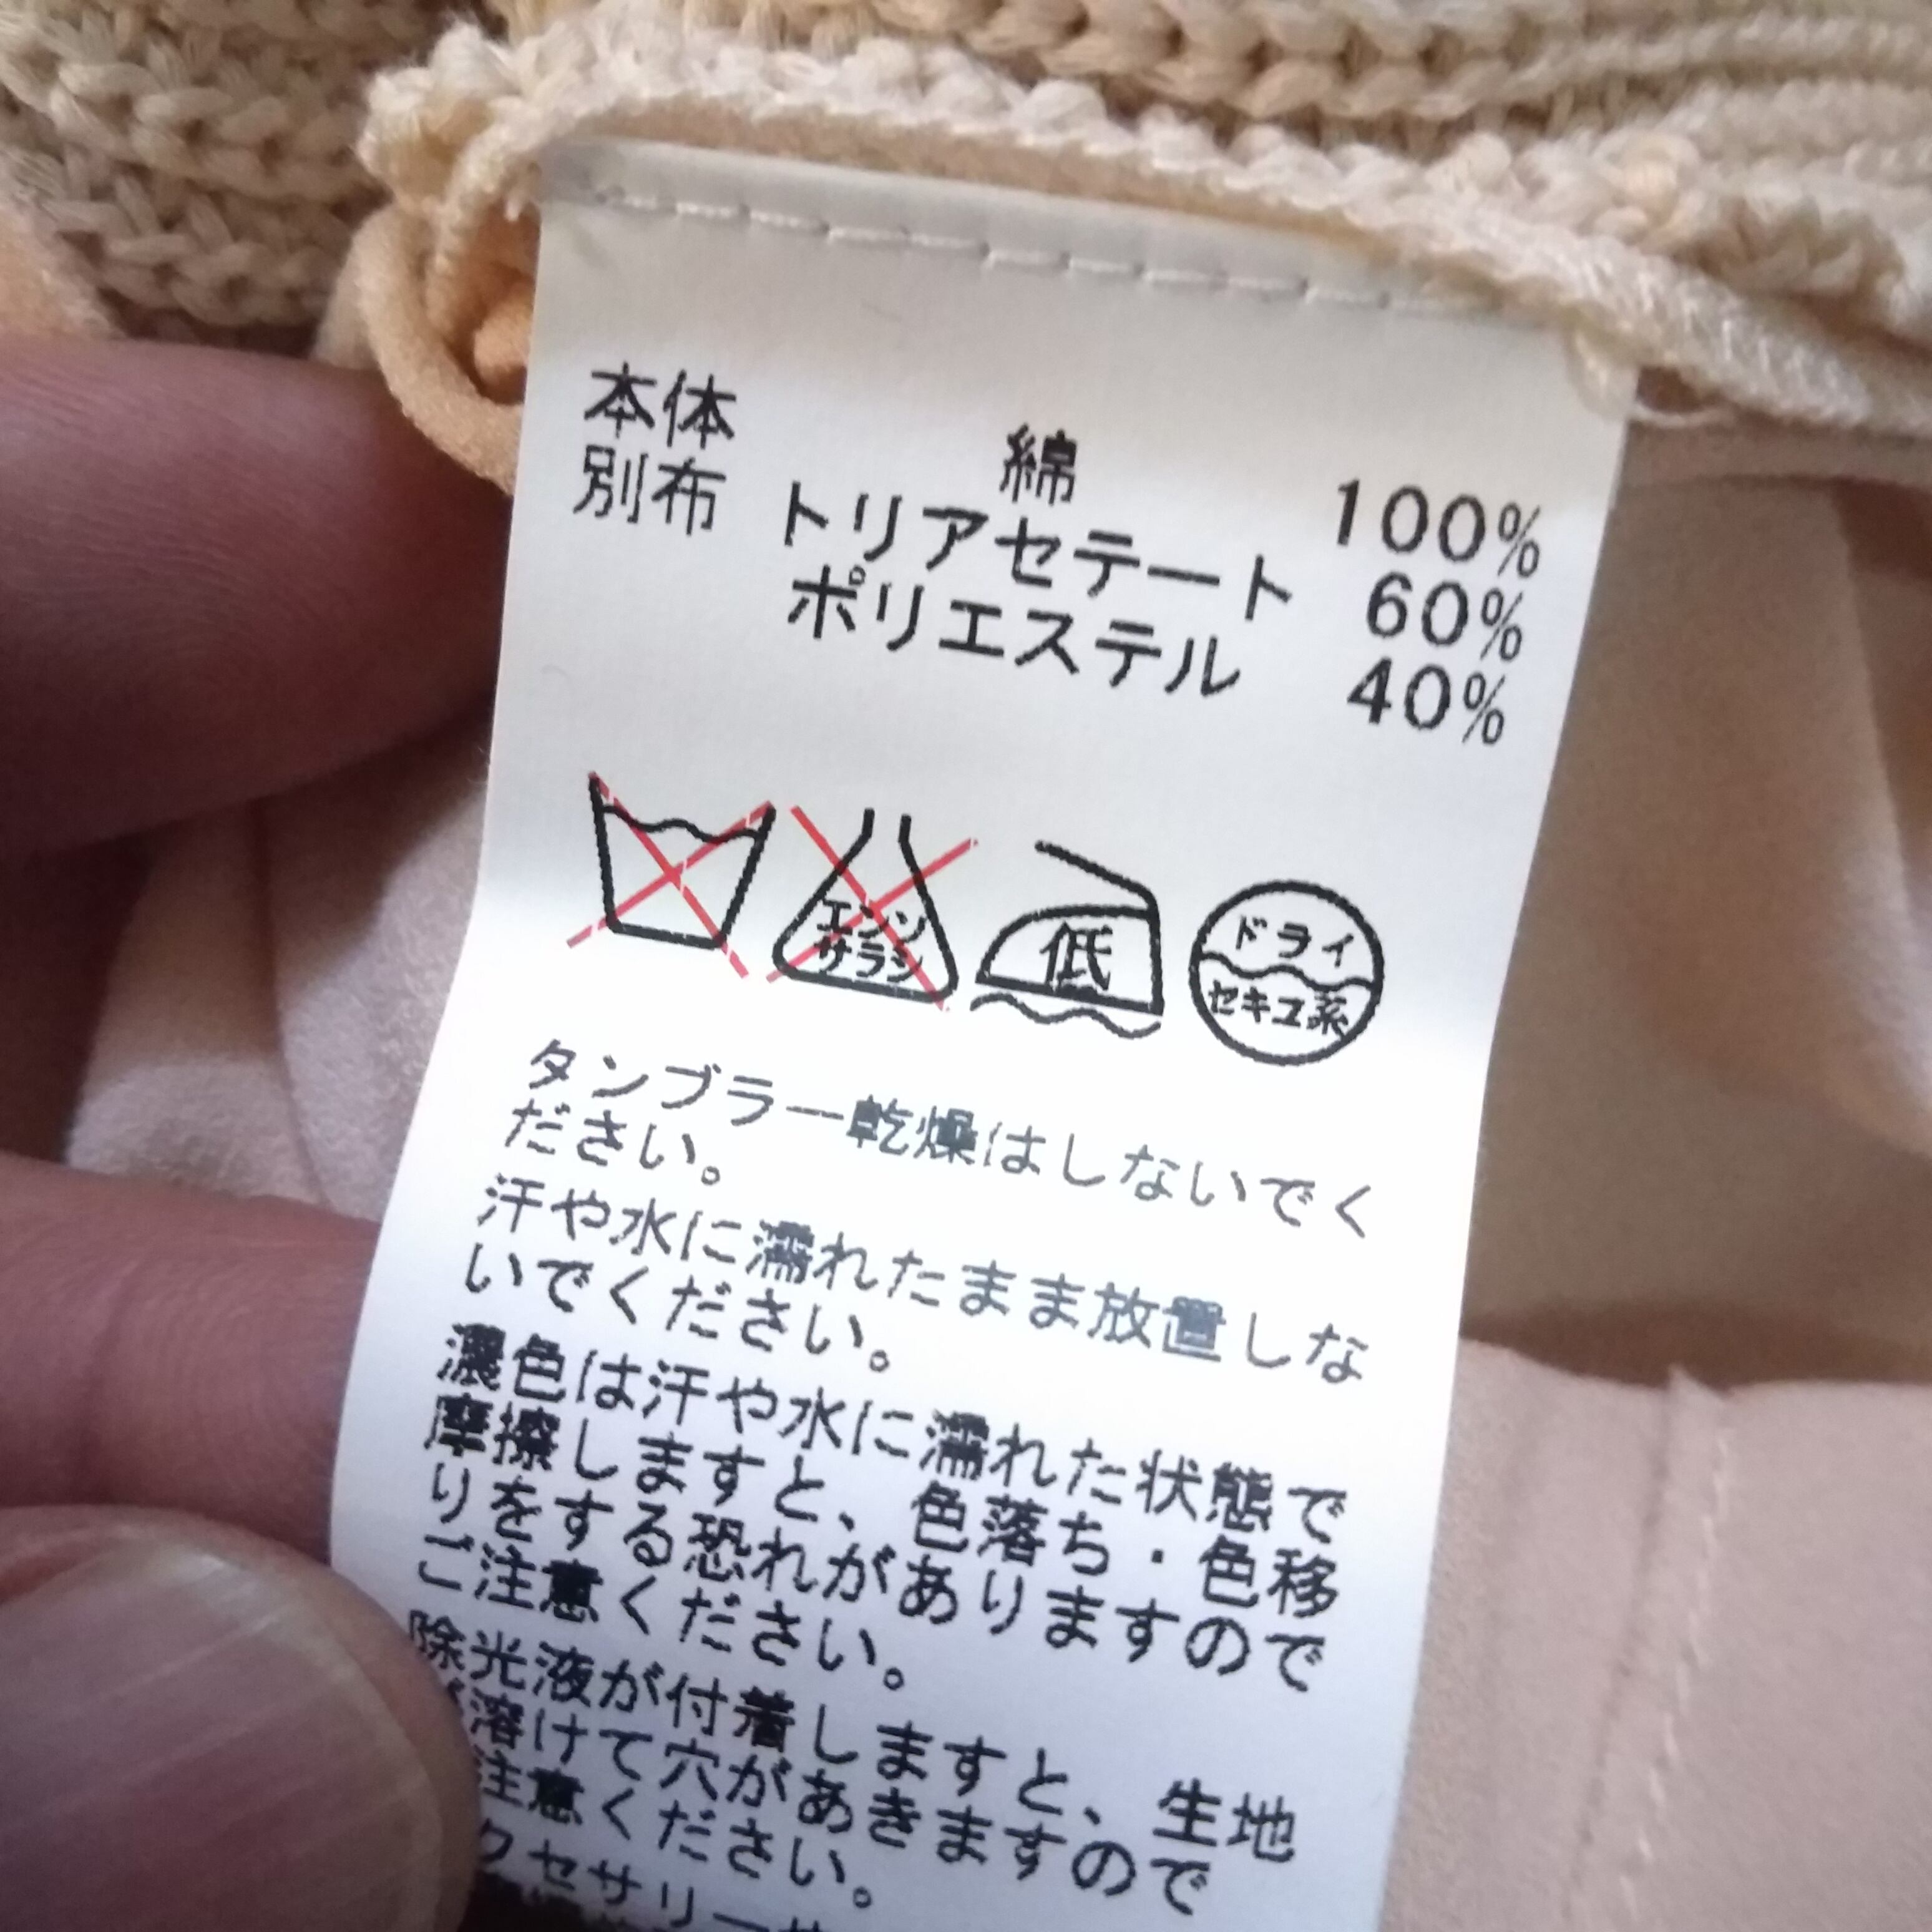 本体 綿 100%
別布 トリアセテート 60%
ポリエステル 40%
エンソ
サラシ
低
ドライ
セキユ系
タンブラー乾燥はしないでく
ださい。
汗や水に濡れたまま放置しな
いでください。
濃色は汗や水に濡れた状態で
摩擦しますと、色落ち・色移
りをする恐れがありますので
ご注意ください。
除光液が付着しますと、生地
溶けて穴があきますので
注意ください。
クセサリーや